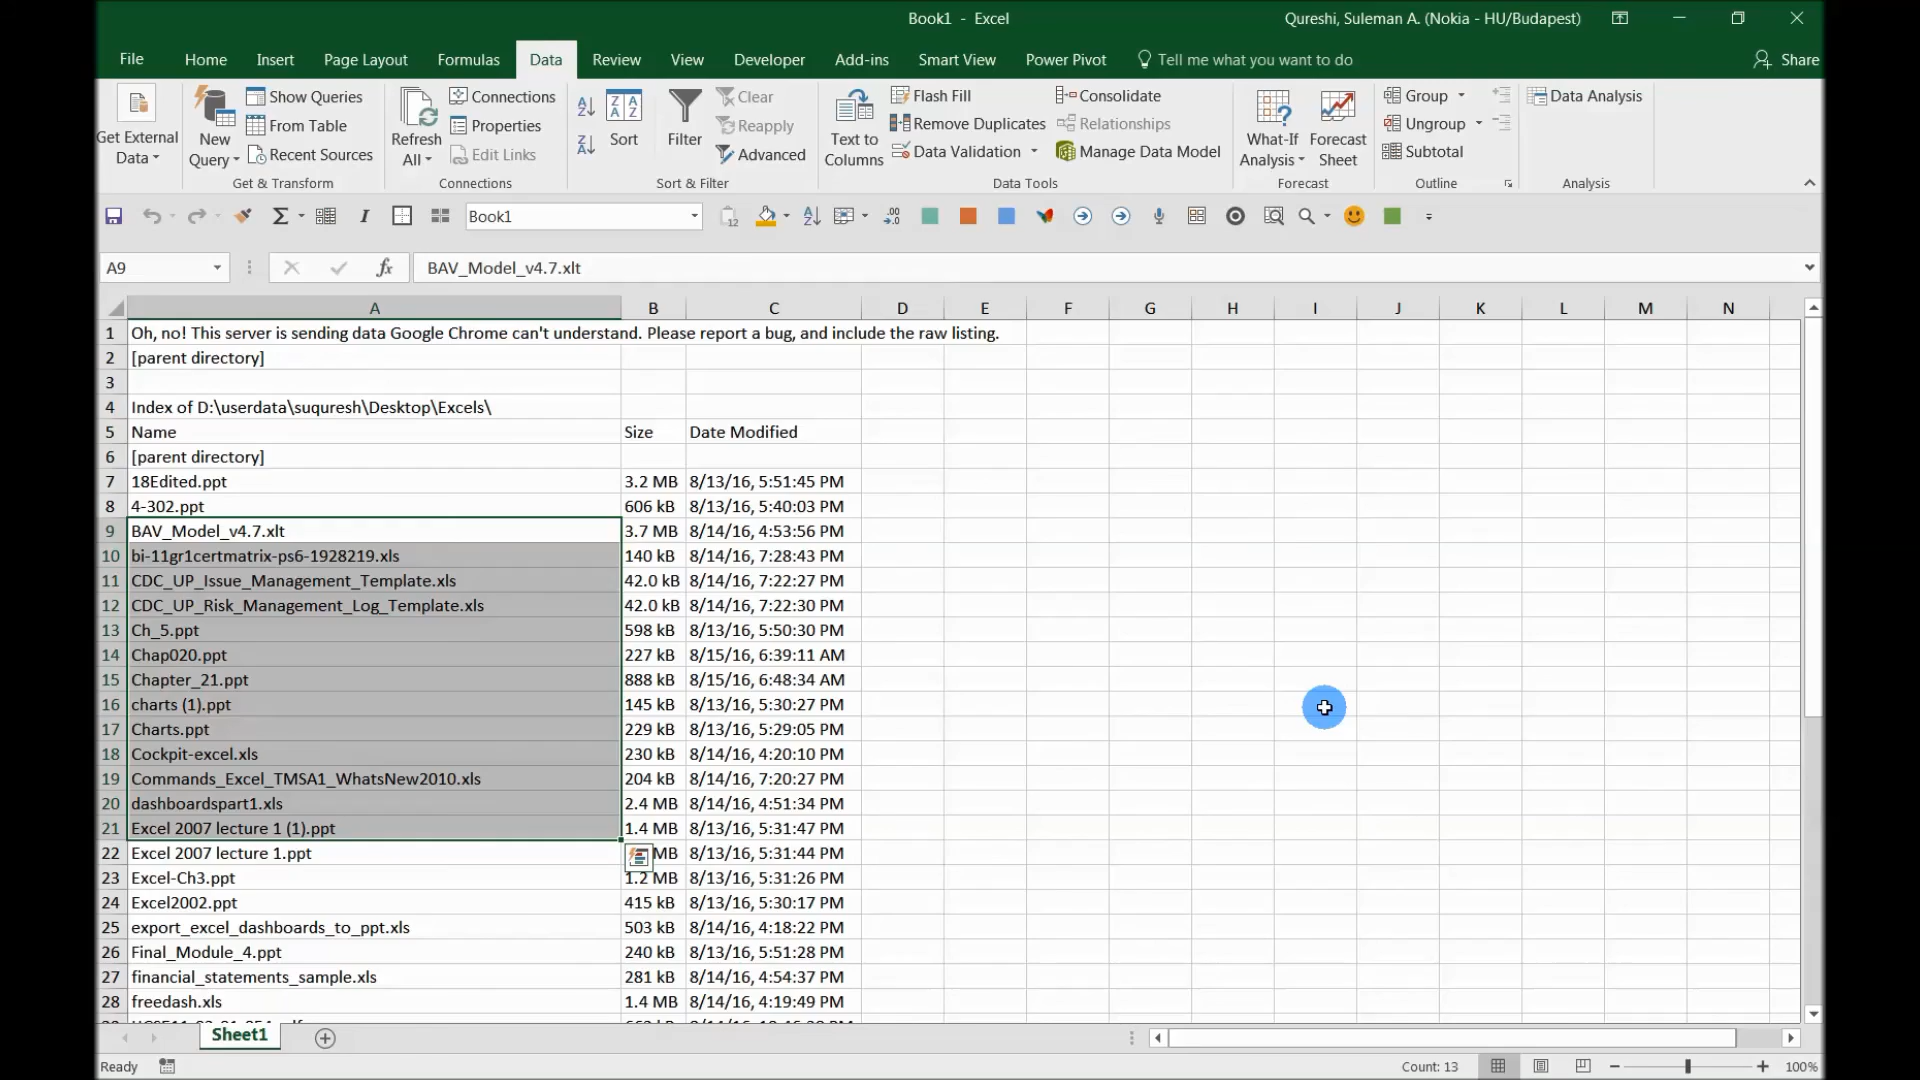 Book1 - Excel
Qureshi, Suleman A. (Nokia - HU/Budapest)
File Home Insert Page Layout Formulas Data Review View Developer Add-ins Smart View Power Pivot Tell me what you want to do Share
Get External Data
New Query
Show Queries
From Table
Recent Sources
Get & Transform
Refresh All
Connections
Properties
Edit Links
Connections
Sort
Filter
Clear
Reapply
Advanced
Sort & Filter
Text to Columns
Flash Fill
Remove Duplicates
Data Validation
Consolidate
Relationships
Manage Data Model
Data Tools
What-If Analysis
Forecast Sheet
Forecast
Group
Ungroup
Subtotal
Outline
Data Analysis
Analysis
Book1
A9 fx BAV_Model_v4.7.xlt
A B C D E F G H I J K L M N
1 Oh, no! This server is sending data Google Chrome can't understand. Please report a bug, and include the raw listing.
2 [parent directory]
3
4 Index of D:\userdata\suquresh\Desktop\Excels\
5 Name Size Date Modified
6 [parent directory]
7 18Edited.ppt 3.2 MB 8/13/16, 5:51:45 PM
8 4-302.ppt 606 kB 8/13/16, 5:40:03 PM
9 BAV_Model_v4.7.xlt 3.7 MB 8/14/16, 4:53:56 PM
10 bi-11gr1certmatrix-ps6-1928219.xls 140 kB 8/14/16, 7:28:43 PM
11 CDC_UP_Issue_Management_Template.xls 42.0 kB 8/14/16, 7:22:27 PM
12 CDC_UP_Risk_Management_Log_Template.xls 42.0 kB 8/14/16, 7:22:30 PM
13 Ch_5.ppt 598 kB 8/13/16, 5:50:30 PM
14 Chap020.ppt 227 kB 8/15/16, 6:39:11 AM
15 Chapter_21.ppt 888 kB 8/15/16, 6:48:34 AM
16 charts (1).ppt 145 kB 8/13/16, 5:30:27 PM
17 Charts.ppt 229 kB 8/13/16, 5:29:05 PM
18 Cockpit-excel.xls 230 kB 8/14/16, 4:20:10 PM
19 Commands_Excel_TMSA1_WhatsNew2010.xls 204 kB 8/14/16, 7:20:27 PM
20 dashboardspart1.xls 2.4 MB 8/14/16, 4:51:34 PM
21 Excel 2007 lecture 1 (1).ppt 1.4 MB 8/13/16, 5:31:47 PM
22 Excel 2007 lecture 1.ppt MB 8/13/16, 5:31:44 PM
23 Excel-Ch3.ppt 1.2 MB 8/13/16, 5:31:26 PM
24 Excel2002.ppt 415 kB 8/13/16, 5:30:17 PM
25 export_excel_dashboards_to_ppt.xls 503 kB 8/14/16, 4:18:22 PM
26 Final_Module_4.ppt 240 kB 8/13/16, 5:51:28 PM
27 financial_statements_sample.xls 281 kB 8/14/16, 4:54:37 PM
28 freedash.xls 1.4 MB 8/14/16, 4:19:49 PM
Sheet1
Ready Count: 13 100%